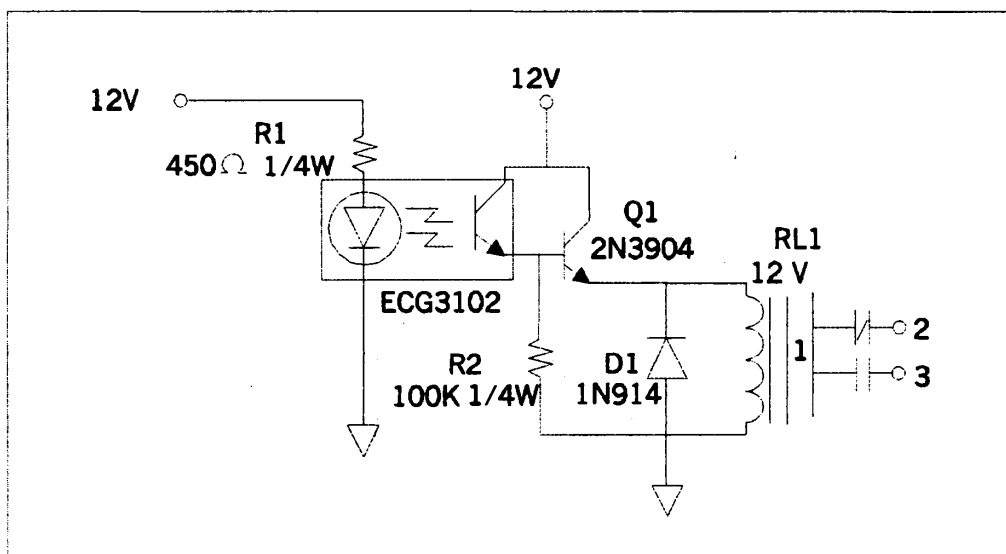 12V
12V
R1
450Ω 1/4W
Q1
2N3904
RL1
12 V
ECG3102
1
2
3
R2
100K 1/4W
D1
1N914